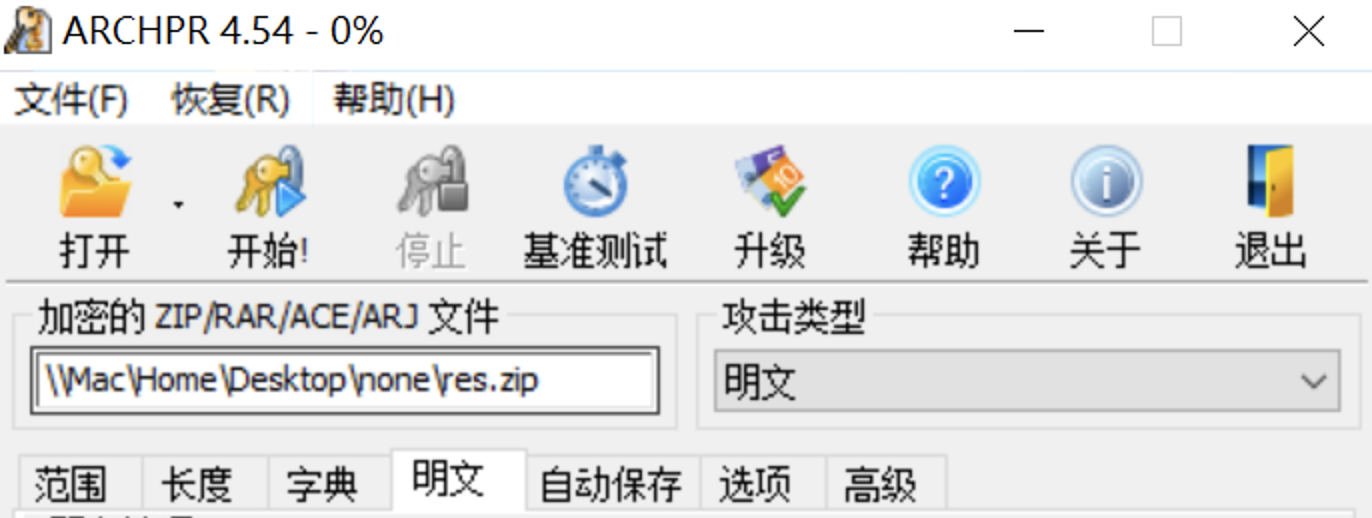 ARCHPR 4.54 - 0%
文件(F) 恢复(R) 帮助(H)
打开 开始! 停止 基准测试 升级 帮助 关于 退出
加密的 ZIP/RAR/ACE/ARJ 文件 攻击类型
\\Mac\Home\Desktop\none\res.zip 明文
范围 长度 字典 明文 自动保存 选项 高级